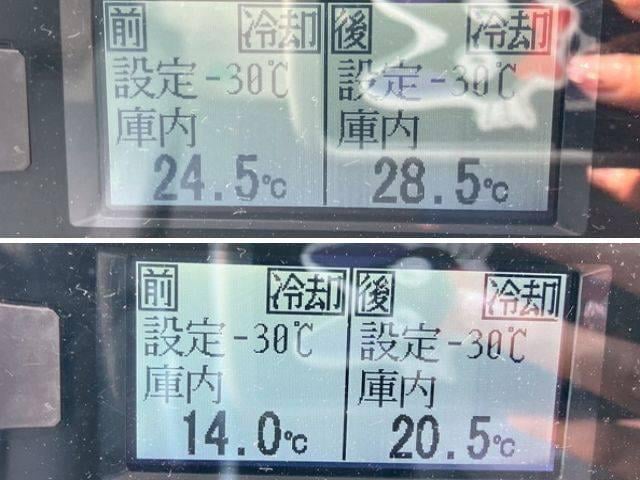 前 冷却 後 冷却
設定-30℃ 設定-30℃
庫内 庫内
24.5℃ 28.5℃
前 冷却 後 冷却
設定-30℃ 設定-30℃
庫内 庫内
14.0℃ 20.5℃